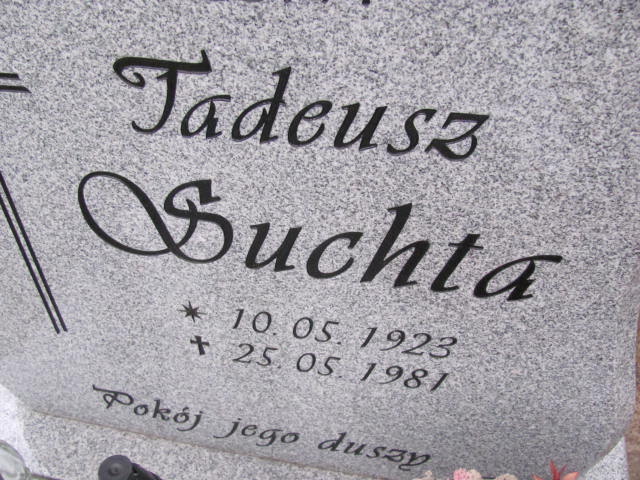 Tadeusz
Suchta
* 10. 05. 1923
✝ 25. 05. 1981
Pokój jego duszy